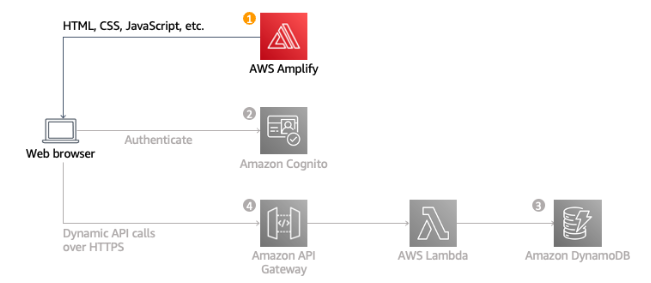 1
HTML, CSS, JavaScript, etc.
AWS Amplify
2
Web browser
Authenticate
Amazon Cognito
4
3
Dynamic API calls
over HTTPS
Amazon API
Gateway
AWS Lambda
Amazon DynamoDB